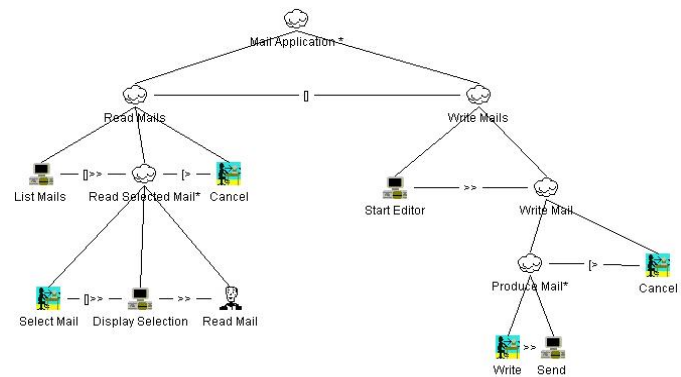 Mail Application *
[]
Read Mails
Write Mails
[]>>
[>
List Mails
Read Selected Mail*
Cancel
>>
Start Editor
Write Mail
[>
Produce Mail*
Cancel
[]>>
>>
Select Mail
Display Selection
Read Mail
>>
Write
Send